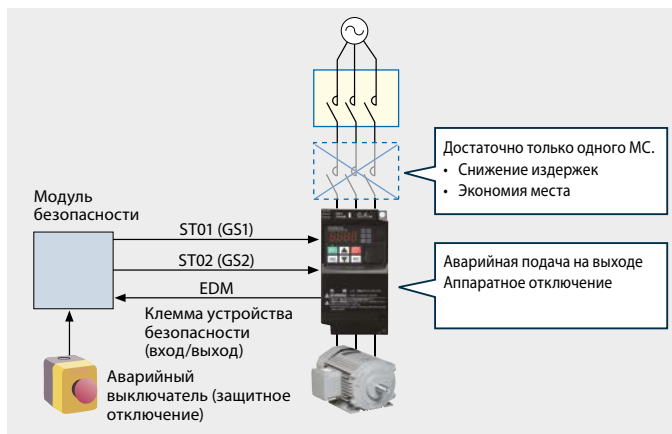 Достаточно только одного МС.
• Снижение издержек
• Экономия места
Модуль
безопасности
ST01 (GS1)
ST02 (GS2)
EDM
Клемма устройства
безопасности
(вход/выход)
Аварийная подача на выходе
Аппаратное отключение
Аварийный
выключатель (защитное
отключение)